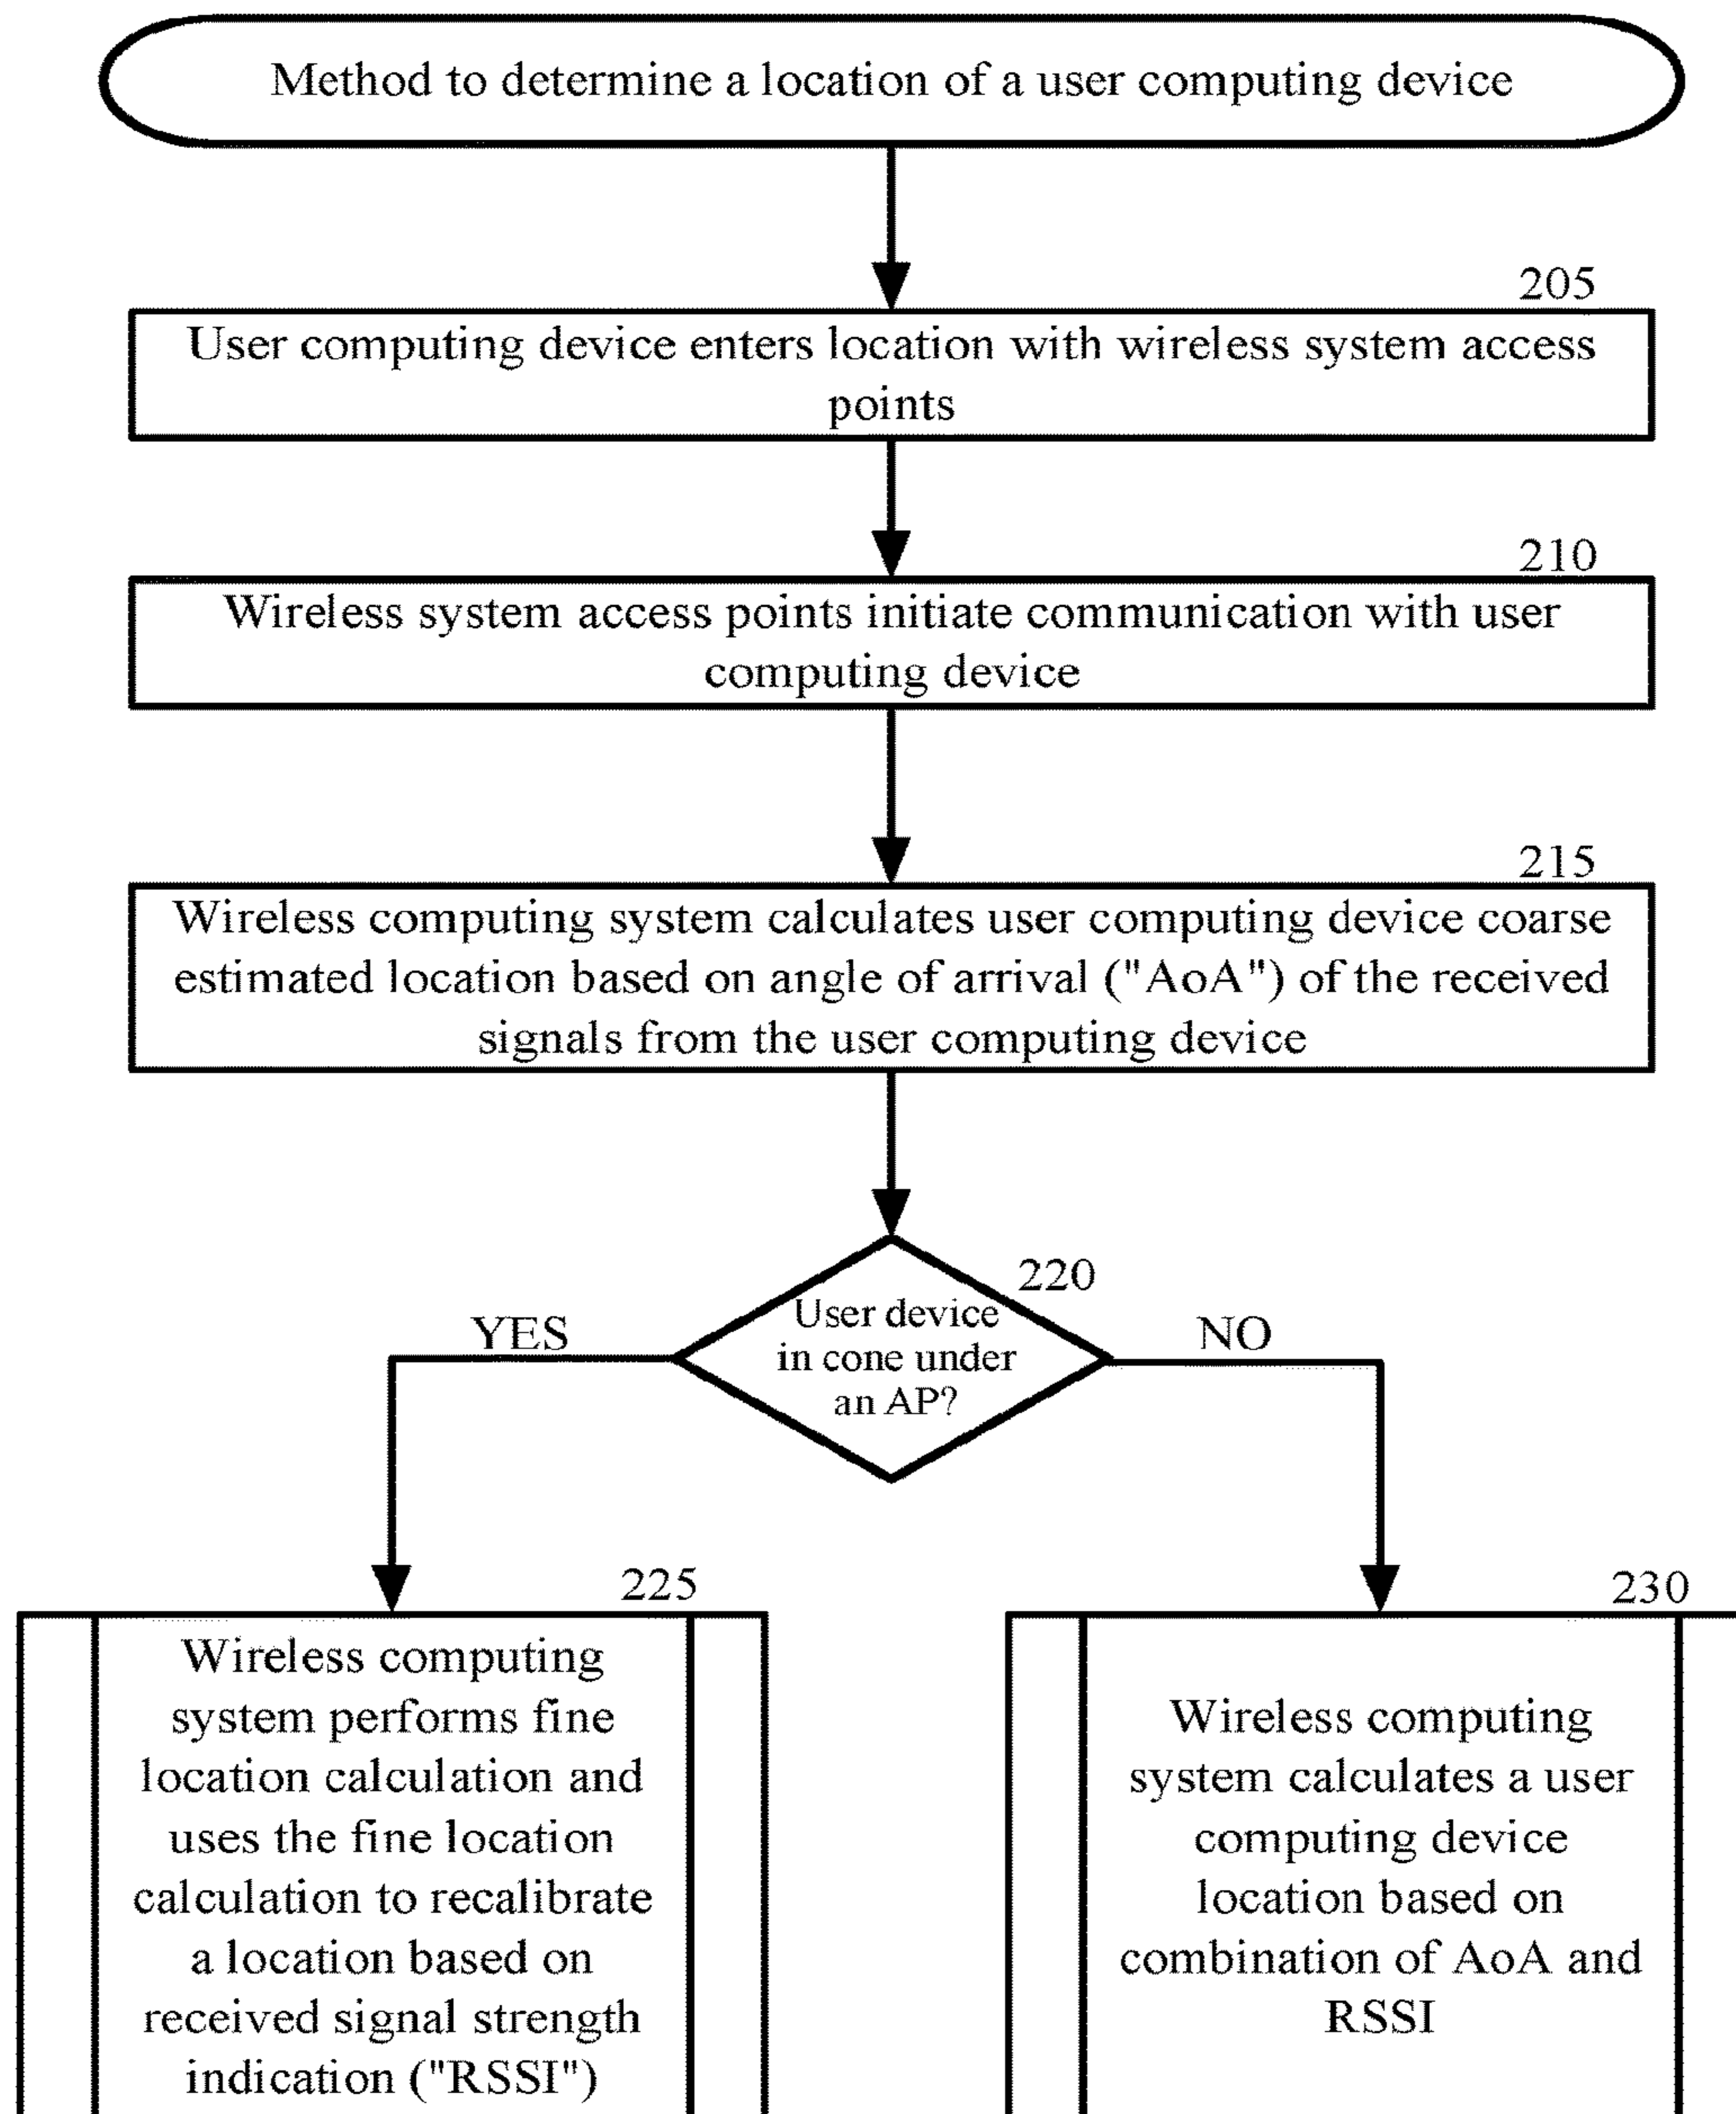 Method to determine a location of a user computing device
205
User computing device enters location with wireless system access
points
210
Wireless system access points initiate communication with user
computing device
215
Wireless computing system calculates user computing device coarse
estimated location based on angle of arrival ("AoA") of the received
signals from the user computing device
220
User device
in cone under
an AP?
YES
NO
225
Wireless computing
system performs fine
location calculation and
uses the fine location
calculation to recalibrate
a location based on
received signal strength
indication ("RSSI")
230
Wireless computing
system calculates a user
computing device
location based on
combination of AoA and
RSSI